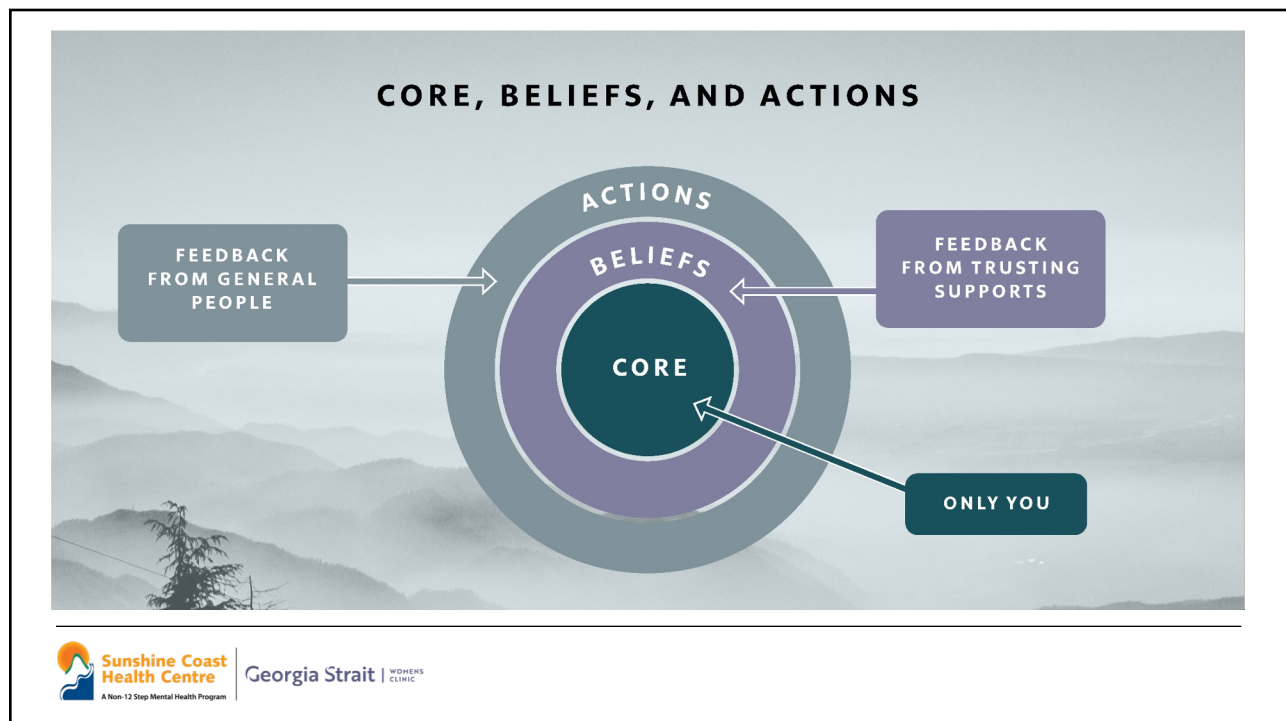 CORE, BELIEFS, AND ACTIONS
ACTIONS
FEEDBACK
FROM GENERAL
PEOPLE
BELIEFS
FEEDBACK
FROM TRUSTING
SUPPORTS
CORE
ONLY YOU
Sunshine Coast
Health Centre
A Non-12 Step Mental Health Program
Georgia Strait | WOMENS
CLINIC